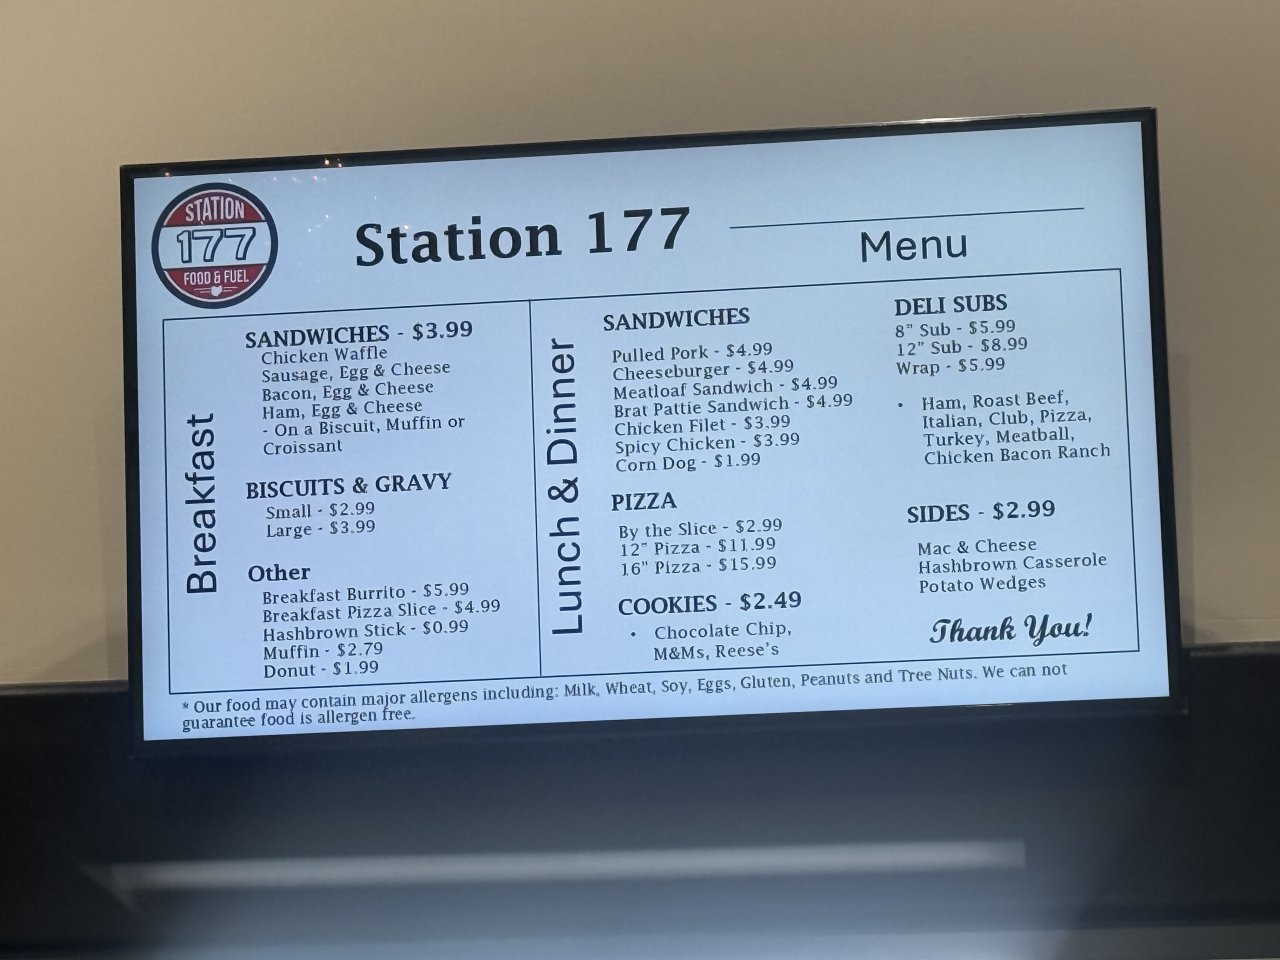 STATION
177
FOOD & FUEL
Station 177
Menu
Breakfast
SANDWICHES - $3.99
Chicken Waffle
Sausage, Egg & Cheese
Bacon, Egg & Cheese
Ham, Egg & Cheese
- On a Biscuit, Muffin or
Croissant
BISCUITS & GRAVY
Small - $2.99
Large - $3.99
Other
Breakfast Burrito - $5.99
Breakfast Pizza Slice - $4.99
Hashbrown Stick - $0.99
Muffin - $2.79
Donut - $1.99
Lunch & Dinner
SANDWICHES
Pulled Pork - $4.99
Cheeseburger - $4.99
Meatloaf Sandwich - $4.99
Brat Pattie Sandwich - $4.99
Chicken Filet - $3.99
Spicy Chicken - $3.99
Corn Dog - $1.99
PIZZA
By the Slice - $2.99
12" Pizza - $11.99
16" Pizza - $15.99
COOKIES - $2.49
• Chocolate Chip,
M&Ms, Reese's
DELI SUBS
8" Sub - $5.99
12" Sub - $8.99
Wrap - $5.99
• Ham, Roast Beef,
Italian, Club, Pizza,
Turkey, Meatball,
Chicken Bacon Ranch
SIDES - $2.99
Mac & Cheese
Hashbrown Casserole
Potato Wedges
Thank You!
* Our food may contain major allergens including: Milk, Wheat, Soy, Eggs, Gluten, Peanuts and Tree Nuts. We can not
guarantee food is allergen free.